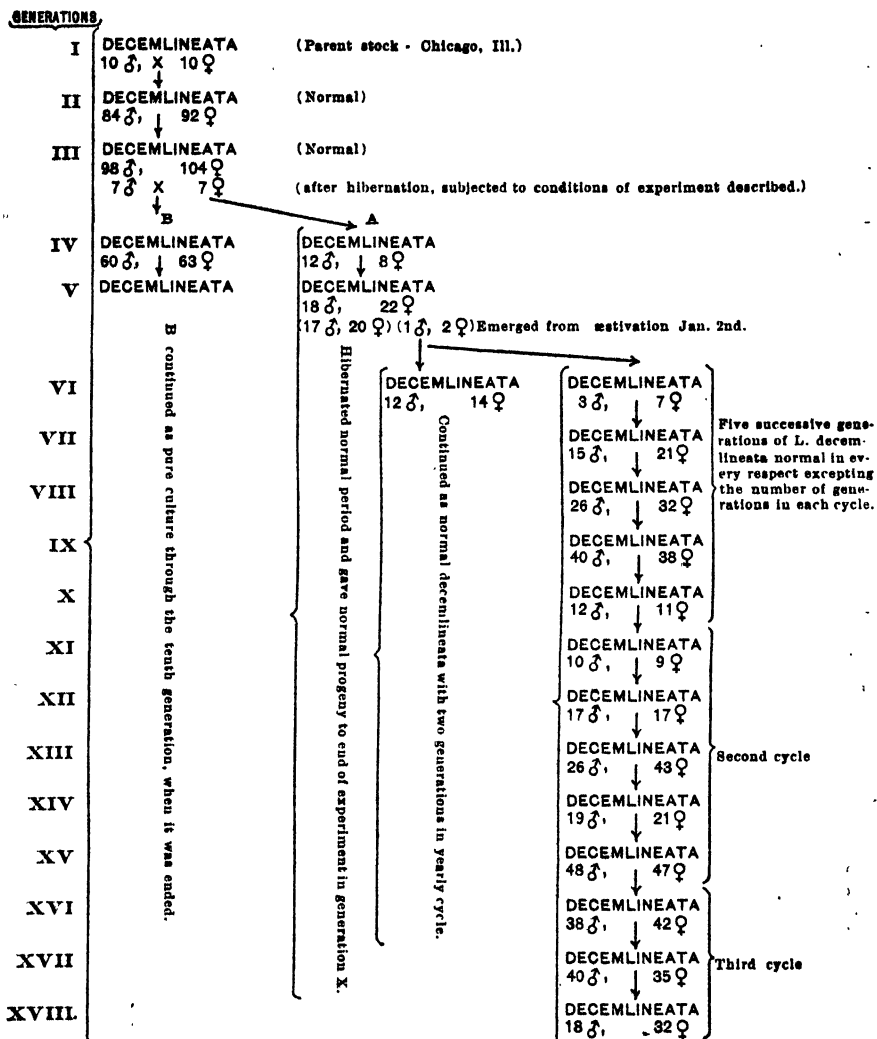 GENERATIONS
I DECEMLINEATA (Parent stock - Chicago, Ill.)
10 ♂, X 10 ♀
II DECEMLINEATA (Normal)
84 ♂, 92 ♀
III DECEMLINEATA (Normal)
98 ♂, 104 ♀
7 ♂ X 7 ♀ (after hibernation, subjected to conditions of experiment described.)
B A
IV DECEMLINEATA DECEMLINEATA
60 ♂, 63 ♀ 12 ♂, 8 ♀
V DECEMLINEATA DECEMLINEATA
18 ♂, 22 ♀
(17 ♂, 20 ♀) (1 ♂, 2 ♀) Emerged from æstivation Jan. 2nd.
B continued as pure culture through the tenth generation, when it was ended.
Hibernated normal period and gave normal progeny to end of experiment in generation X.
VI DECEMLINEATA DECEMLINEATA
12 ♂, 14 ♀ 3 ♂, 7 ♀
Continued as normal decemlineata with two generations in yearly cycle.
VII DECEMLINEATA
15 ♂, 21 ♀
VIII DECEMLINEATA
26 ♂, 32 ♀
IX DECEMLINEATA
40 ♂, 38 ♀
X DECEMLINEATA
12 ♂, 11 ♀
Five successive gene-
rations of L. decem-
lineata normal in ev-
ery respect excepting
the number of gene-
rations in each cycle.
XI DECEMLINEATA
10 ♂, 9 ♀
XII DECEMLINEATA
17 ♂, 17 ♀
XIII DECEMLINEATA
26 ♂, 43 ♀
Second cycle
XIV DECEMLINEATA
19 ♂, 21 ♀
XV DECEMLINEATA
48 ♂, 47 ♀
XVI DECEMLINEATA
38 ♂, 42 ♀
XVII DECEMLINEATA
40 ♂, 35 ♀
Third cycle
XVIII. DECEMLINEATA
18 ♂, 32 ♀